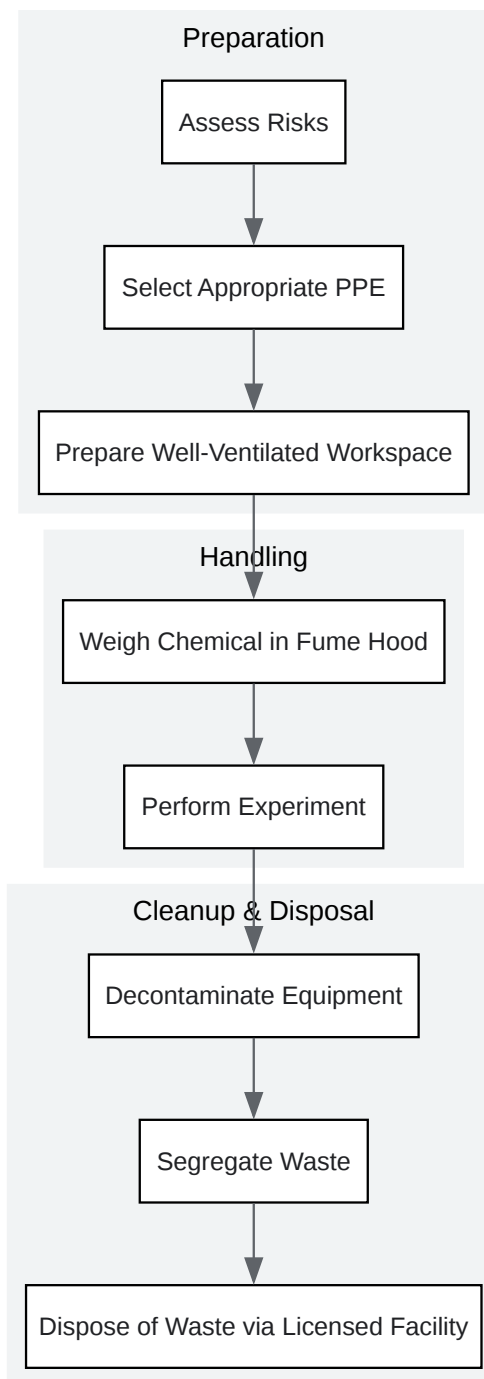 Preparation
Assess Risks
Select Appropriate PPE
Prepare Well-Ventilated Workspace
Handling
Weigh Chemical in Fume Hood
Perform Experiment
Cleanup & Disposal
Decontaminate Equipment
Segregate Waste
Dispose of Waste via Licensed Facility